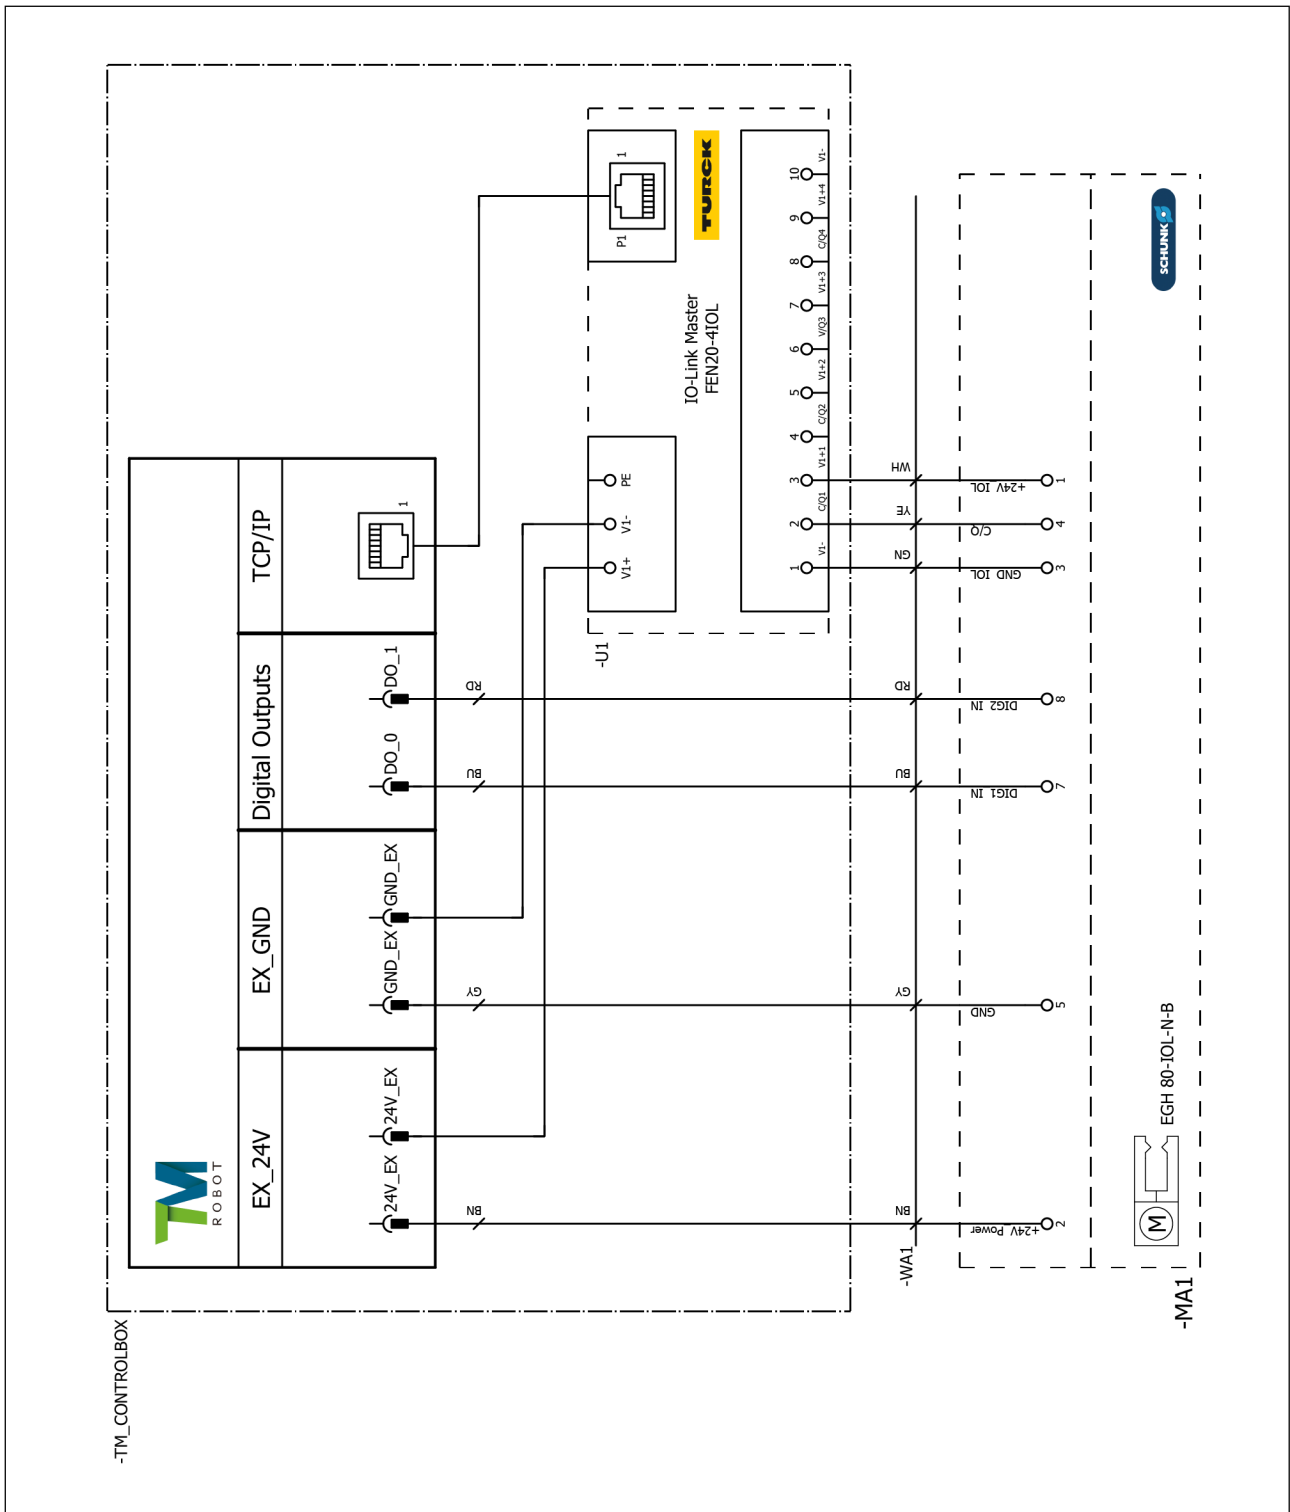 -TM_CONTROLBOX
TM
ROBOT
EX_24V
EX_GND
Digital Outputs
TCP/IP
24V_EX
24V_EX
GND_EX
GND_EX
DO_0
DO_1
1
BN
GY
BU
RD
-U1
V1+
V1-
PE
P1
1
IO-Link Master
FEN20-4IOL
TURCK
1
2
3
4
5
6
7
8
9
10
V1-
C/Q1
V1+1
C/Q2
V1+2
V/Q3
V1+3
C/Q4
V1+4
V1-
-WA1
BN
GY
BU
RD
GN
YE
WH
+24V_Power
GND
DIG1 IN
DIG2 IN
GND IOL
C/Q
+24V IOL
2
5
7
8
3
4
1
-MA1
M
EGH 80-IOL-N-B
SCHUNK